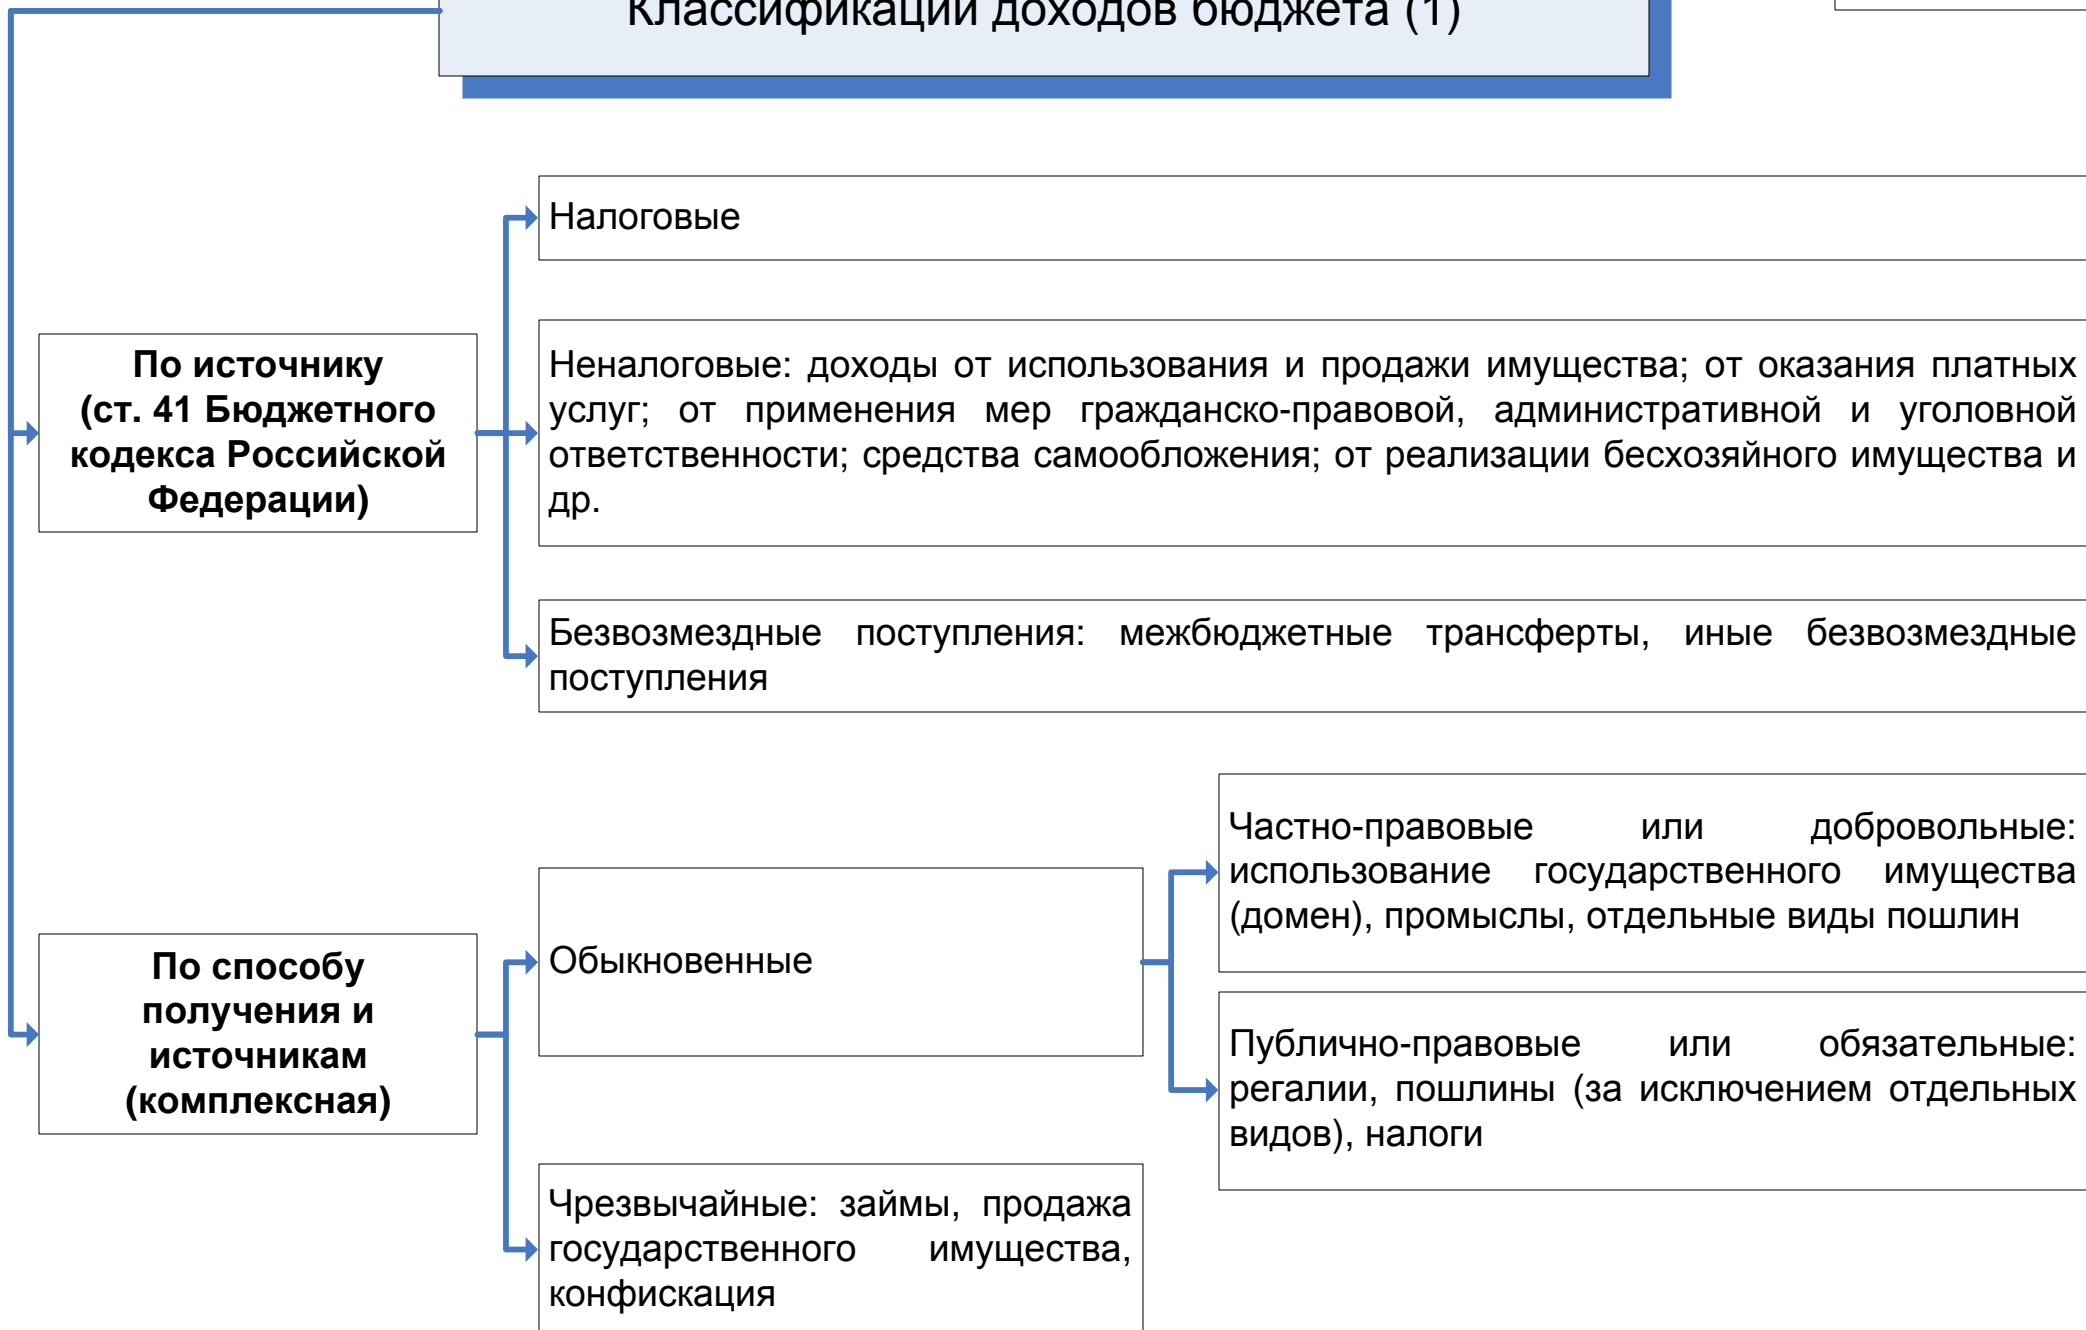 Классификации доходов бюджета (1)
Налоговые
По источнику
(ст. 41 Бюджетного
кодекса Российской
Федерации)
Неналоговые: доходы от использования и продажи имущества; от оказания платных
услуг; от применения мер гражданско-правовой, административной и уголовной
ответственности; средства самообложения; от реализации бесхозяйного имущества и
др.
Безвозмездные поступления: межбюджетные трансферты, иные безвозмездные
поступления
По способу
получения и
источникам
(комплексная)
Обыкновенные
Частно-правовые или добровольные:
использование государственного имущества
(домен), промыслы, отдельные виды пошлин
Публично-правовые или обязательные:
регалии, пошлины (за исключением отдельных
видов), налоги
Чрезвычайные: займы, продажа
государственного имущества,
конфискация